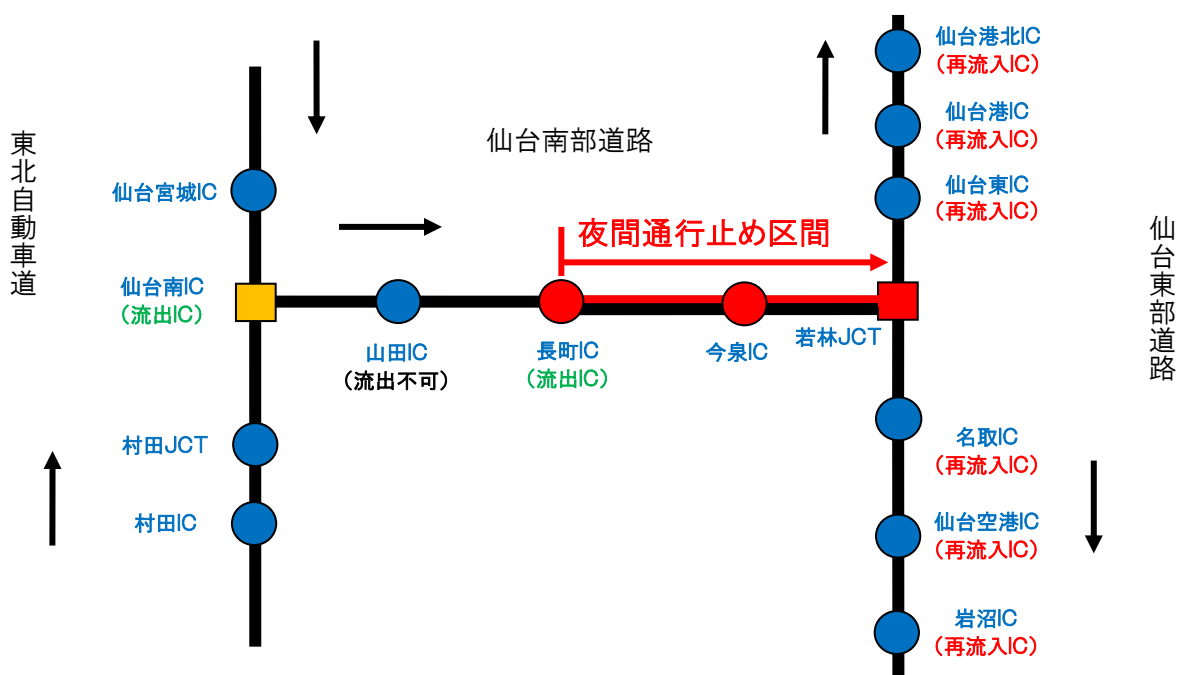 東北自動車道
仙台南部道路
仙台東部道路
仙台宮城IC
仙台南IC
(流出IC)
村田JCT
村田IC
夜間通行止め区間
山田IC
(流出不可)
長町IC
(流出IC)
今泉IC
若林JCT
仙台港北IC
(再流入IC)
仙台港IC
(再流入IC)
仙台東IC
(再流入IC)
名取IC
(再流入IC)
仙台空港IC
(再流入IC)
岩沼IC
(再流入IC)